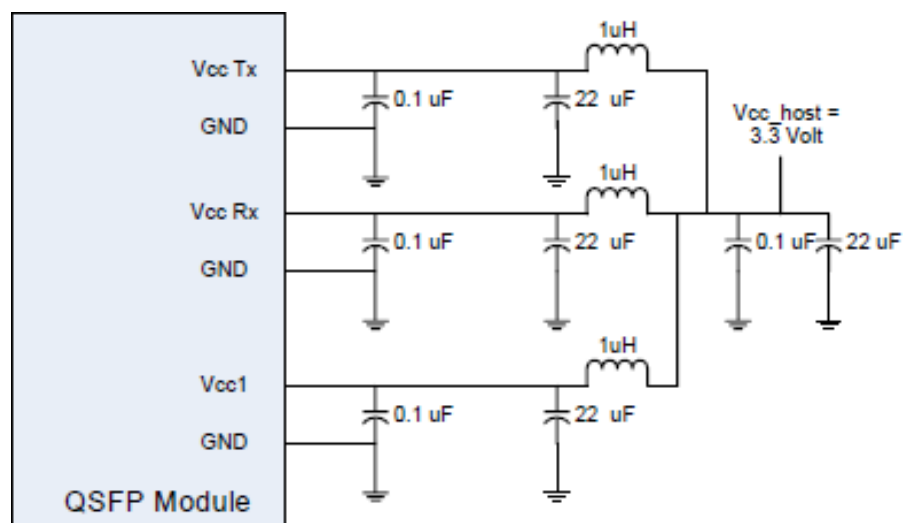 1uH
Vcc Tx
0.1 uF
22 uF
GND
Vcc_host =
3.3 Volt
1uH
Vcc Rx
0.1 uF
22 uF
0.1 uF
22 uF
GND
1uH
Vcc1
0.1 uF
22 uF
GND
QSFP Module